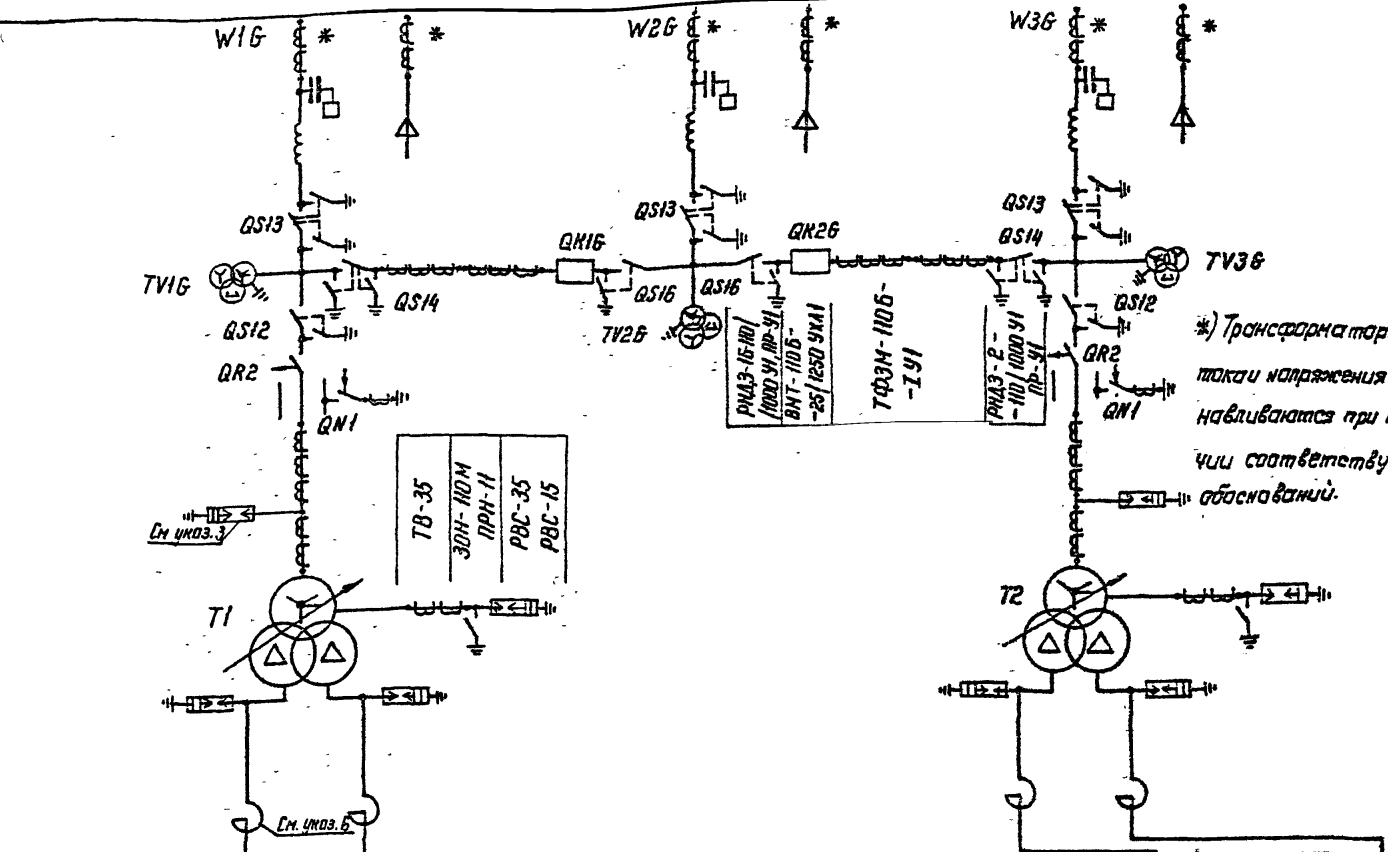 W1G *
*
W2G *
*
W3G *
*
QS13
QS13
QS13
QK1G
QK2G
QS14
TV1G
QS14
QS16
QS16
TV3G
QS12
TV2G
QS12
QR2
QN1
РНДЗ-1Б-110/
1000 У1, ПР-У1
ВМТ-110Б-
-25/1250 УХЛ1
ТФЗМ-110Б-
-I У1
РНДЗ-2-
-110/1000 У1
ПР-У1
QR2
QN1
*) Трансформатор
тока и напряжения
навливаются при
чии соответству
обоснований.
ТВ-35
ЗОН-110М
ПРН-11
РВС-35
РВС-15
См указ. 3
T1
T2
См. указ. 6